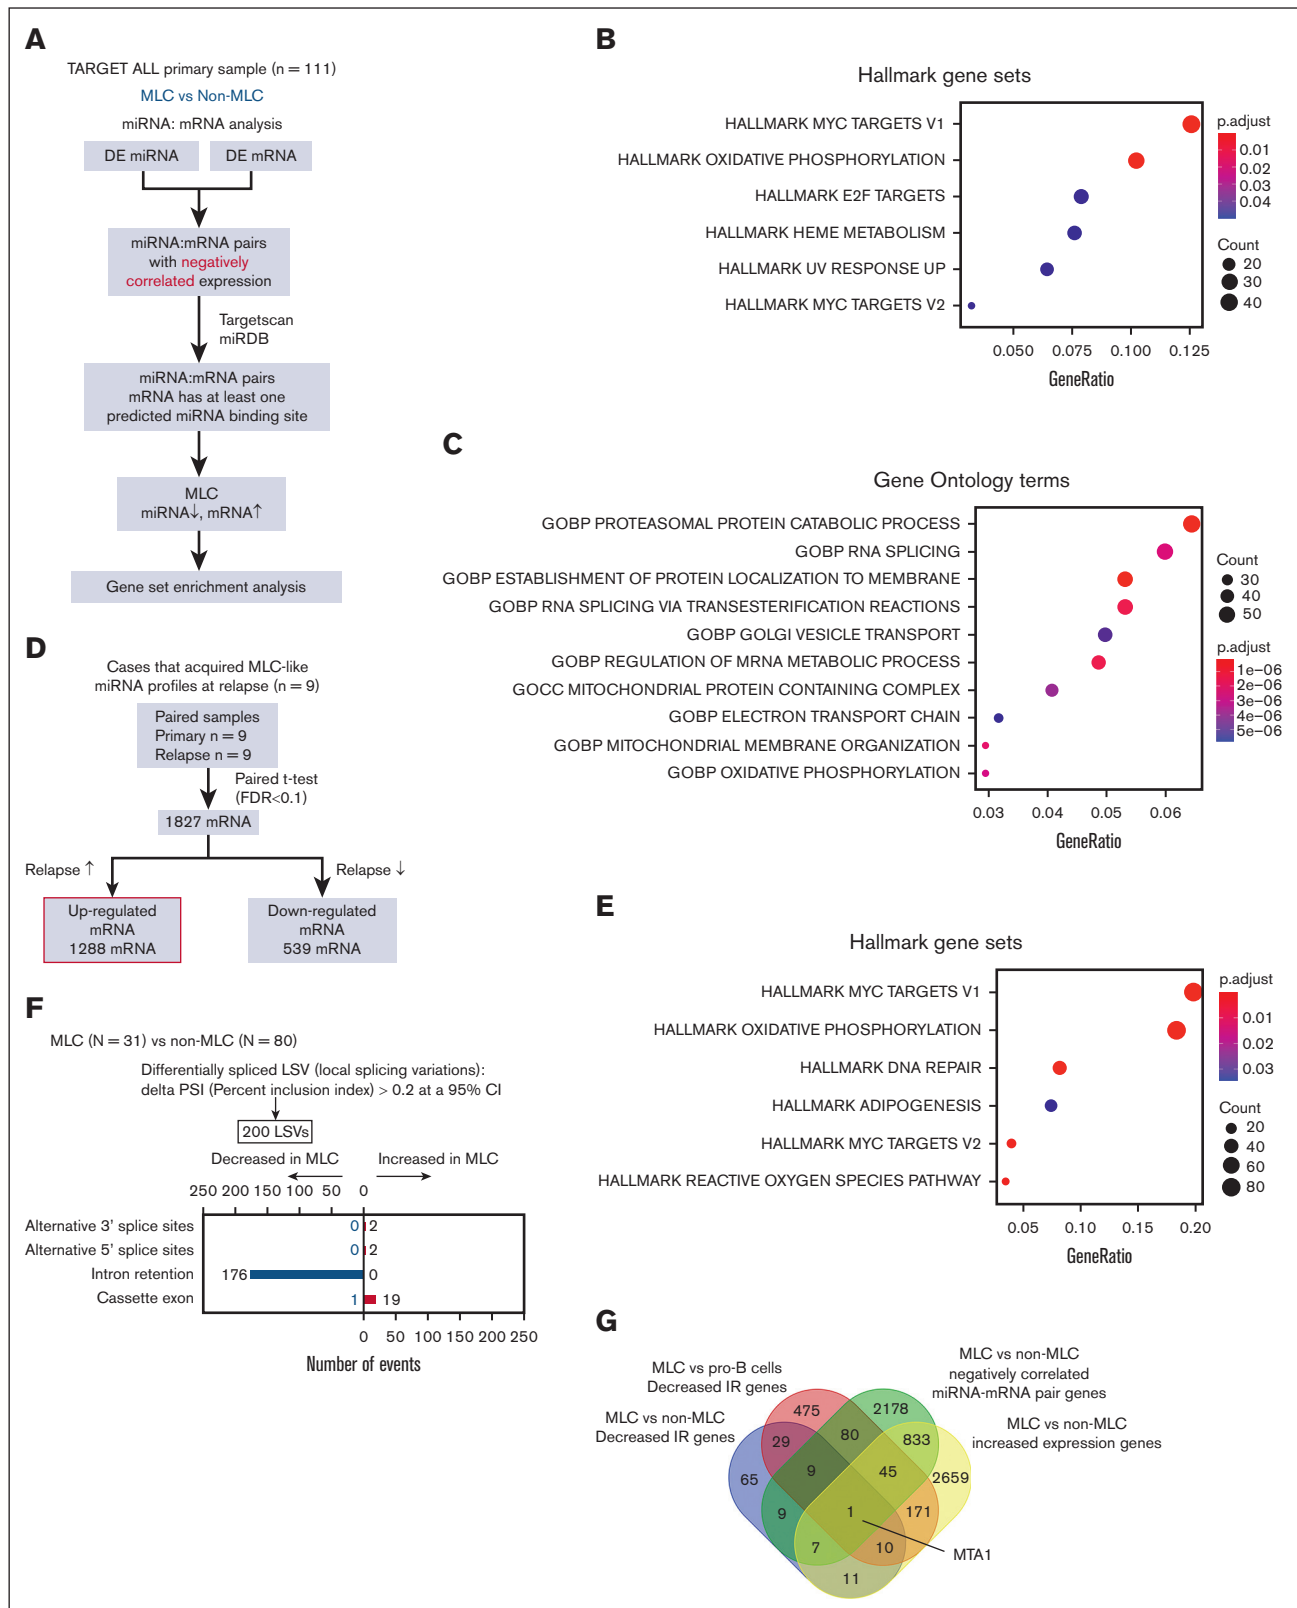 A
TARGET ALL primary sample (n = 111)
MLC vs Non-MLC
miRNA: mRNA analysis
DE miRNA
DE mRNA
miRNA:mRNA pairs
with negatively
correlated expression
Targetscan
miRDB
miRNA:mRNA pairs
mRNA has at least one
predicted miRNA binding site
MLC
miRNA↓, mRNA↑
Gene set enrichment analysis
B
Hallmark gene sets
HALLMARK MYC TARGETS V1
HALLMARK OXIDATIVE PHOSPHORYLATION
HALLMARK E2F TARGETS
HALLMARK HEME METABOLISM
HALLMARK UV RESPONSE UP
HALLMARK MYC TARGETS V2
0.050 0.075 0.100 0.125
GeneRatio
p.adjust
0.01
0.02
0.03
0.04
Count
20
30
40
C
Gene Ontology terms
GOBP PROTEASOMAL PROTEIN CATABOLIC PROCESS
GOBP RNA SPLICING
GOBP ESTABLISHMENT OF PROTEIN LOCALIZATION TO MEMBRANE
GOBP RNA SPLICING VIA TRANSESTERIFICATION REACTIONS
GOBP GOLGI VESICLE TRANSPORT
GOBP REGULATION OF MRNA METABOLIC PROCESS
GOCC MITOCHONDRIAL PROTEIN CONTAINING COMPLEX
GOBP ELECTRON TRANSPORT CHAIN
GOBP MITOCHONDRIAL MEMBRANE ORGANIZATION
GOBP OXIDATIVE PHOSPHORYLATION
0.03 0.04 0.05 0.06
GeneRatio
Count
30
40
50
p.adjust
1e−06
2e−06
3e−06
4e−06
5e−06
D
Cases that acquired MLC-like
miRNA profiles at relapse (n = 9)
Paired samples
Primary n = 9
Relapse n = 9
Paired t-test
(FDR<0.1)
1827 mRNA
Relapse ↑
Relapse ↓
Up-regulated
mRNA
1288 mRNA
Down-regulated
mRNA
539 mRNA
E
Hallmark gene sets
HALLMARK MYC TARGETS V1
HALLMARK OXIDATIVE PHOSPHORYLATION
HALLMARK DNA REPAIR
HALLMARK ADIPOGENESIS
HALLMARK MYC TARGETS V2
HALLMARK REACTIVE OXYGEN SPECIES PATHWAY
0.05 0.10 0.15 0.20
GeneRatio
p.adjust
0.01
0.02
0.03
Count
20
40
60
80
F
MLC (N = 31) vs non-MLC (N = 80)
Differentially spliced LSV (local splicing variations):
delta PSI (Percent inclusion index) > 0.2 at a 95% CI
200 LSVs
Decreased in MLC
Increased in MLC
250 200 150 100 50 0
Alternative 3' splice sites 0 2
Alternative 5' splice sites 0 2
Intron retention 176 0
Cassette exon 1 19
0 50 100 150 200 250
Number of events
G
MLC vs pro-B cells
Decreased IR genes
MLC vs non-MLC
negatively correlated
miRNA-mRNA pair genes
MLC vs non-MLC
Decreased IR genes
MLC vs non-MLC
increased expression genes
475 2178
29 80 833
65 9 45 2659
9 1 171
7 10
MTA1
11